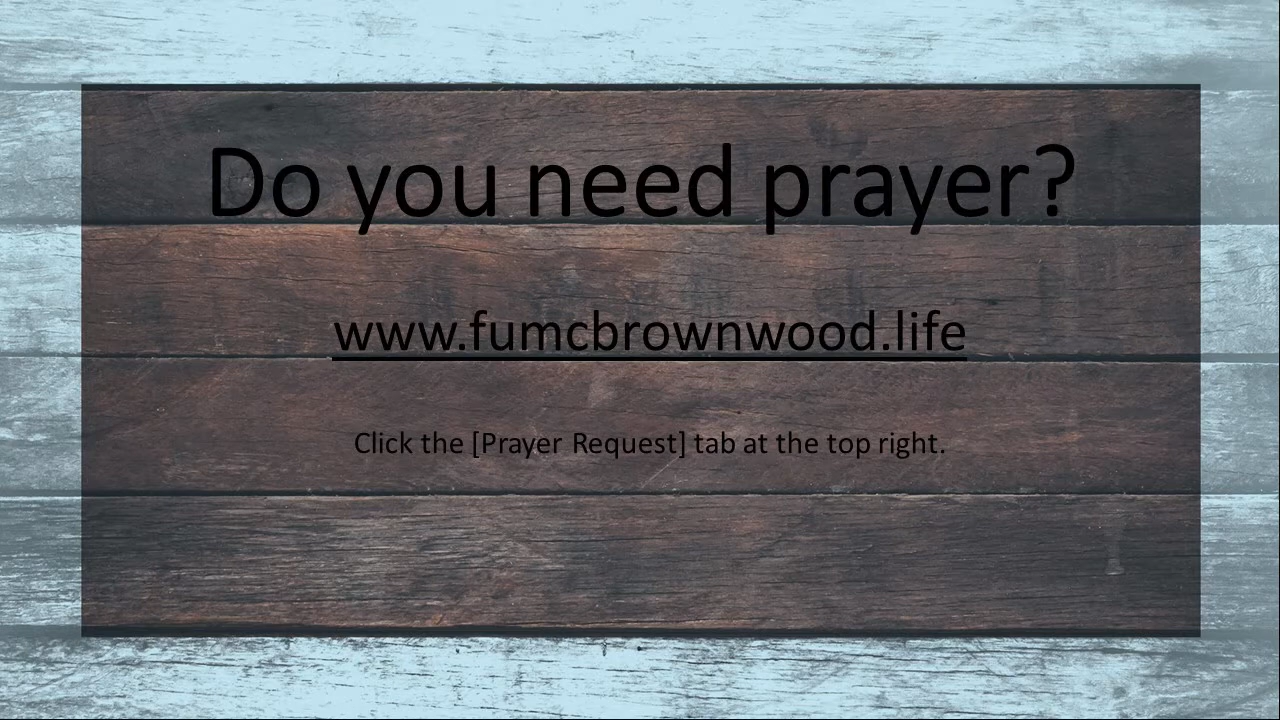 Do you need prayer?
www.fumcbrownwood.life
Click the [Prayer Request] tab at the top right.